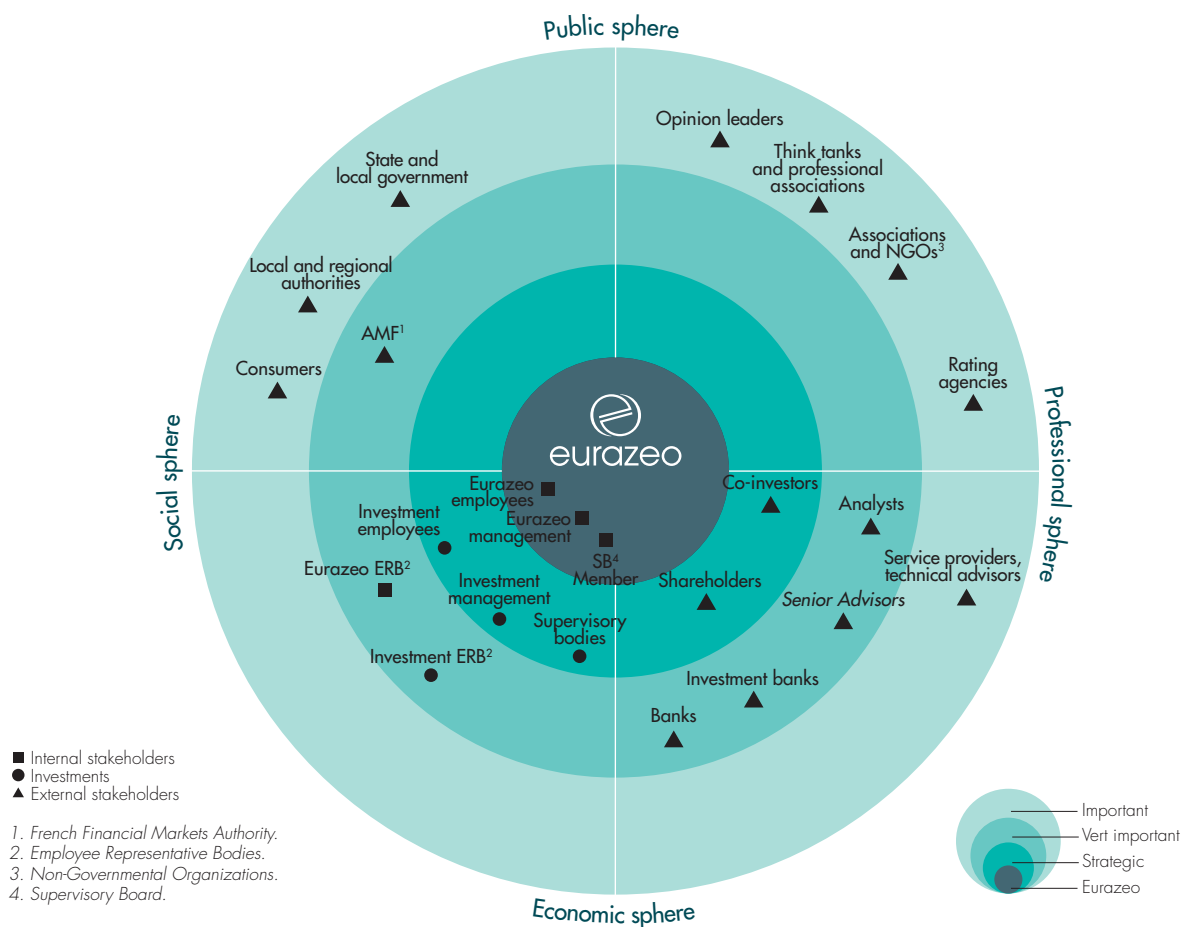 Public sphere
Opinion leaders
Think tanks
and professional
associations
State and
local government
Associations
and NGOs³
Local and regional
authorities
AMF¹
Consumers
Rating
agencies
eurazeo
Social sphere
Professional sphere
Eurazeo
employees
Co-investors
Investment
employees
Eurazeo
management
Analysts
SB⁴
Member
Eurazeo ERB²
Service providers,
technical advisors
Investment
management
Shareholders
Senior Advisors
Supervisory
bodies
Investment ERB²
Investment banks
Banks
Economic sphere
Internal stakeholders
Investments
External stakeholders
1. French Financial Markets Authority.
2. Employee Representative Bodies.
3. Non-Governmental Organizations.
4. Supervisory Board.
Important
Vert important
Strategic
Eurazeo